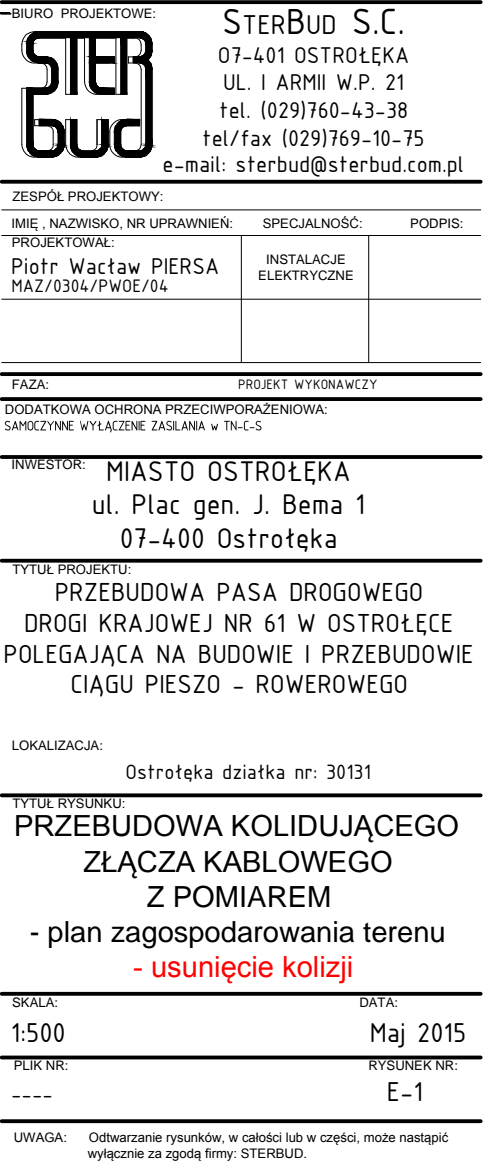 BIURO PROJEKTOWE:
STER
bud
STERBUD S.C.
07-401 OSTROŁĘKA
UL. I ARMII W.P. 21
tel. (029)760-43-38
tel/fax (029)769-10-75
e-mail: sterbud@sterbud.com.pl
ZESPÓŁ PROJEKTOWY:
IMIĘ , NAZWISKO, NR UPRAWNIEŃ: SPECJALNOŚĆ: PODPIS:
PROJEKTOWAŁ:
Piotr Wacław PIERSA
MAZ/0304/PWOE/04
INSTALACJE
ELEKTRYCZNE
FAZA: PROJEKT WYKONAWCZY
DODATKOWA OCHRONA PRZECIWPORAŻENIOWA:
SAMOCZYNNE WYŁĄCZENIE ZASILANIA w TN-C-S
INWESTOR: MIASTO OSTROŁĘKA
ul. Plac gen. J. Bema 1
07-400 Ostrołęka
TYTUŁ PROJEKTU:
PRZEBUDOWA PASA DROGOWEGO
DROGI KRAJOWEJ NR 61 W OSTROŁĘCE
POLEGAJĄCA NA BUDOWIE I PRZEBUDOWIE
CIĄGU PIESZO - ROWEROWEGO
LOKALIZACJA:
Ostrołęka działka nr: 30131
TYTUŁ RYSUNKU:
PRZEBUDOWA KOLIDUJĄCEGO
ZŁĄCZA KABLOWEGO
Z POMIAREM
- plan zagospodarowania terenu
- usunięcie kolizji
SKALA: DATA:
1:500 Maj 2015
PLIK NR: RYSUNEK NR:
---- E-1
UWAGA: Odtwarzanie rysunków, w całości lub w części, może nastąpić
wyłącznie za zgodą firmy: STERBUD.